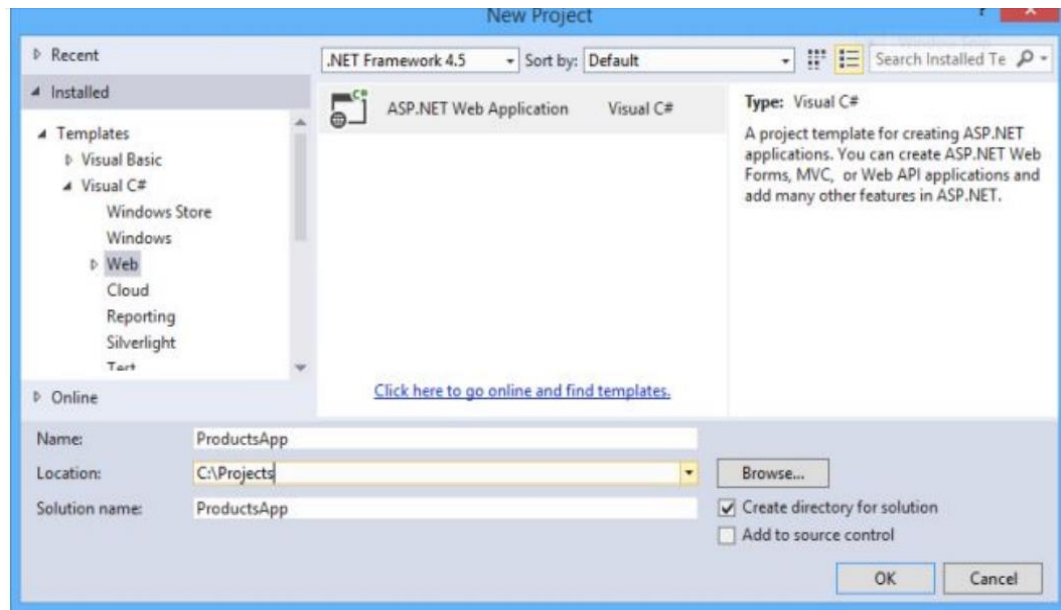 New Project
?
Recent
.NET Framework 4.5
Sort by: Default
Search Installed Te
Installed
Templates
Visual Basic
Visual C#
Windows Store
Windows
Web
Cloud
Reporting
Silverlight
Test
Online
ASP.NET Web Application Visual C#
Click here to go online and find templates.
Type: Visual C#
A project template for creating ASP.NET
applications. You can create ASP.NET Web
Forms, MVC, or Web API applications and
add many other features in ASP.NET.
Name: ProductsApp
Location: C:\Projects
Browse...
Solution name: ProductsApp
Create directory for solution
Add to source control
OK Cancel